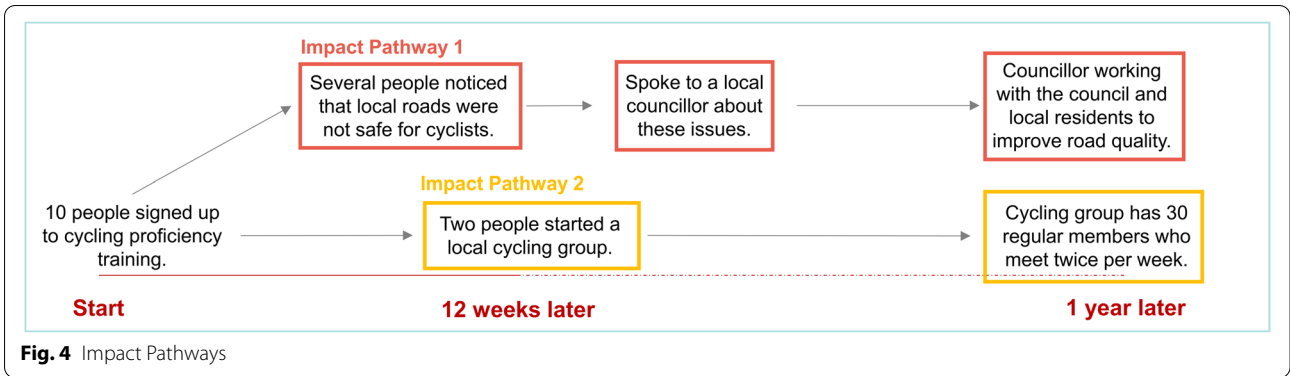 Impact Pathway 1
Several people noticed
that local roads were
not safe for cyclists.
Spoke to a local
councillor about
these issues.
Councillor working
with the council and
local residents to
improve road quality.
10 people signed up
to cycling proficiency
training.
Impact Pathway 2
Two people started a
local cycling group.
Cycling group has 30
regular members who
meet twice per week.
Start
12 weeks later
1 year later
Fig. 4 Impact Pathways